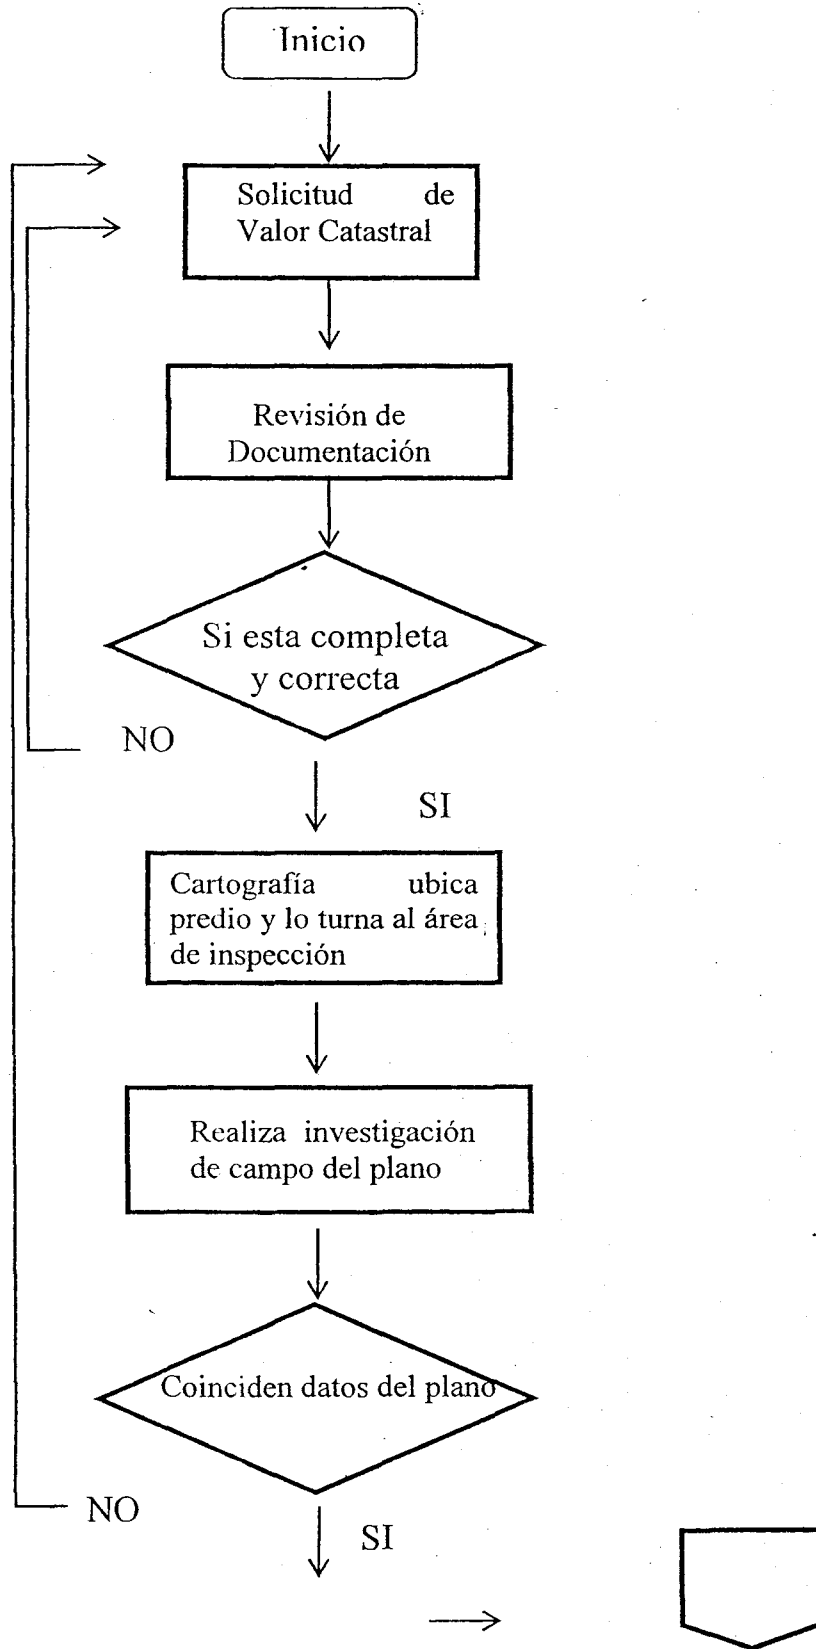 Inicio
Solicitud de
Valor Catastral
Revisión de
Documentación
Si esta completa
y correcta
NO
SI
Cartografía ubica
predio y lo turna al área
de inspección
Realiza investigación
de campo del plano
Coinciden datos del plano
NO
SI